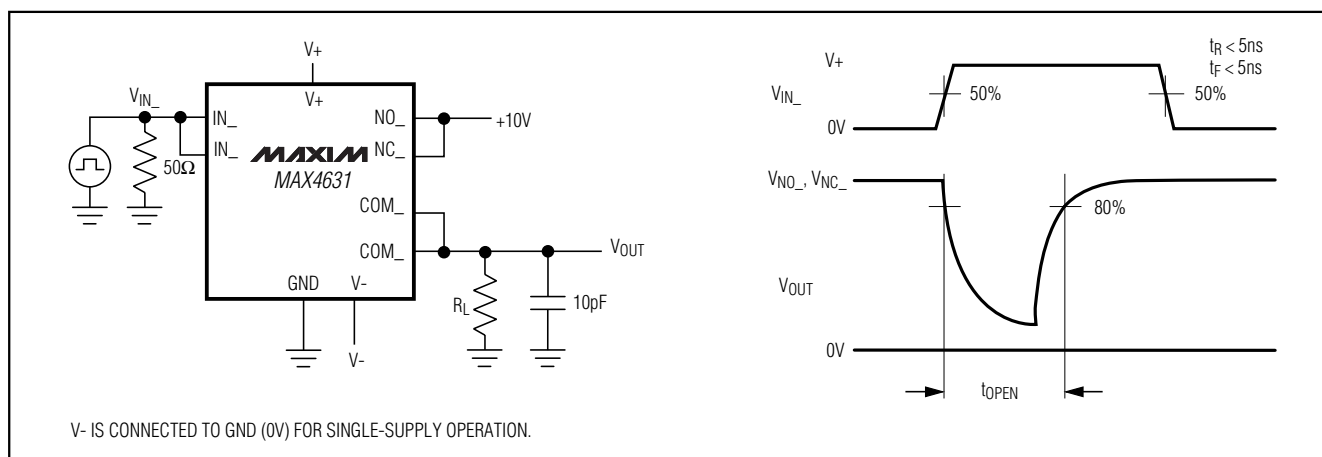 V+
V+
VIN_
IN_
IN_
50Ω
MAXIM
MAX4631
NO_
NC_
+10V
COM_
COM_
VOUT
GND
V-
RL
10pF
V-
V- IS CONNECTED TO GND (0V) FOR SINGLE-SUPPLY OPERATION.
tR < 5ns
tF < 5ns
V+
VIN_
50%
50%
0V
VNO_, VNC_
80%
VOUT
0V
tOPEN